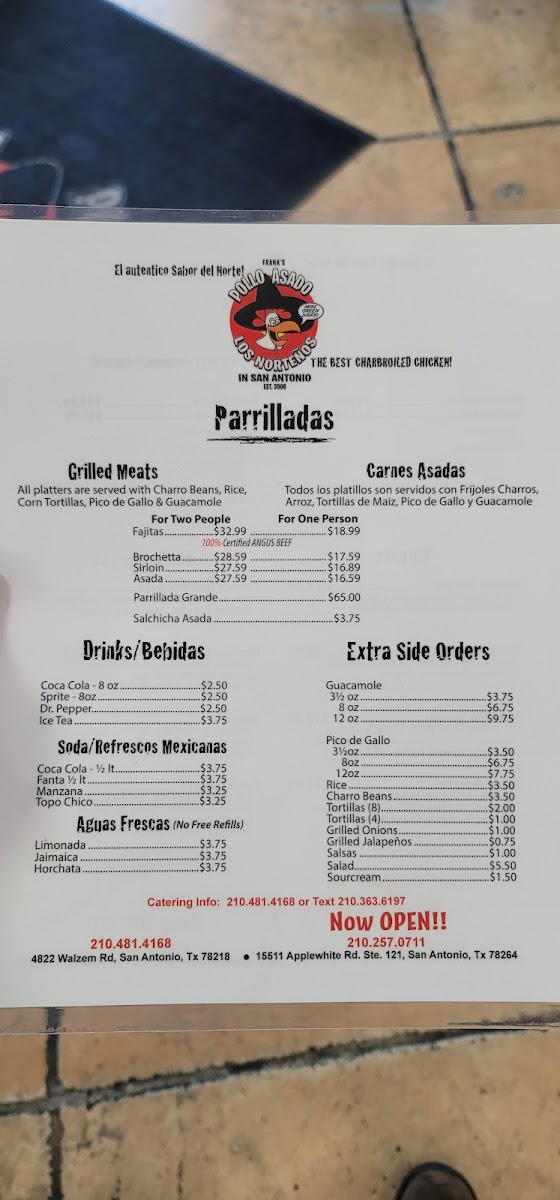 El autentico Sabor del Norte!
FRANK'S
POLLO ASADO
MORE GREEN SAUCE!
LOS NORTEÑOS
THE BEST CHARBROILED CHICKEN!
IN SAN ANTONIO
EST. 2006
Parrilladas
Grilled Meats
All platters are served with Charro Beans, Rice,
Corn Tortillas, Pico de Gallo & Guacamole
Carnes Asadas
Todos los platillos son servidos con Frijoles Charros,
Arroz, Tortillas de Maiz, Pico de Gallo y Guacamole
For Two People For One Person
Fajitas.............$32.99 ....................$18.99
100% Certified ANGUS BEEF
Brochetta.........$28.59 ....................$17.59
Sirloin..............$27.59 ....................$16.89
Asada..............$27.59 ....................$16.59
Parrillada Grande............................$65.00
Salchicha Asada..............................$3.75
Drinks/Bebidas
Coca Cola - 8 oz.....................$2.50
Sprite - 8oz...........................$2.50
Dr. Pepper............................$2.50
Ice Tea.................................$3.75
Soda/Refrescos Mexicanas
Coca Cola - ½ lt.....................$3.75
Fanta ½ lt............................$3.75
Manzana..............................$3.25
Topo Chico...........................$3.25
Aguas Frescas (No Free Refills)
Limonada.............................$3.75
Jaimaica...............................$3.75
Horchata..............................$3.75
Extra Side Orders
Guacamole
3½ oz..................................$3.75
8 oz....................................$6.75
12 oz...................................$9.75
Pico de Gallo
3½oz...................................$3.50
8oz.....................................$6.75
12oz....................................$7.75
Rice.....................................$3.50
Charro Beans.........................$3.50
Tortillas (8)............................$2.00
Tortillas (4)............................$1.00
Grilled Onions........................$1.00
Grilled Jalapeños....................$0.75
Salsas...................................$1.00
Salad....................................$5.50
Sourcream.............................$1.50
Catering Info: 210.481.4168 or Text 210.363.6197
Now OPEN!!
210.481.4168
210.257.0711
4822 Walzem Rd, San Antonio, Tx 78218 • 15511 Applewhite Rd. Ste. 121, San Antonio, Tx 78264